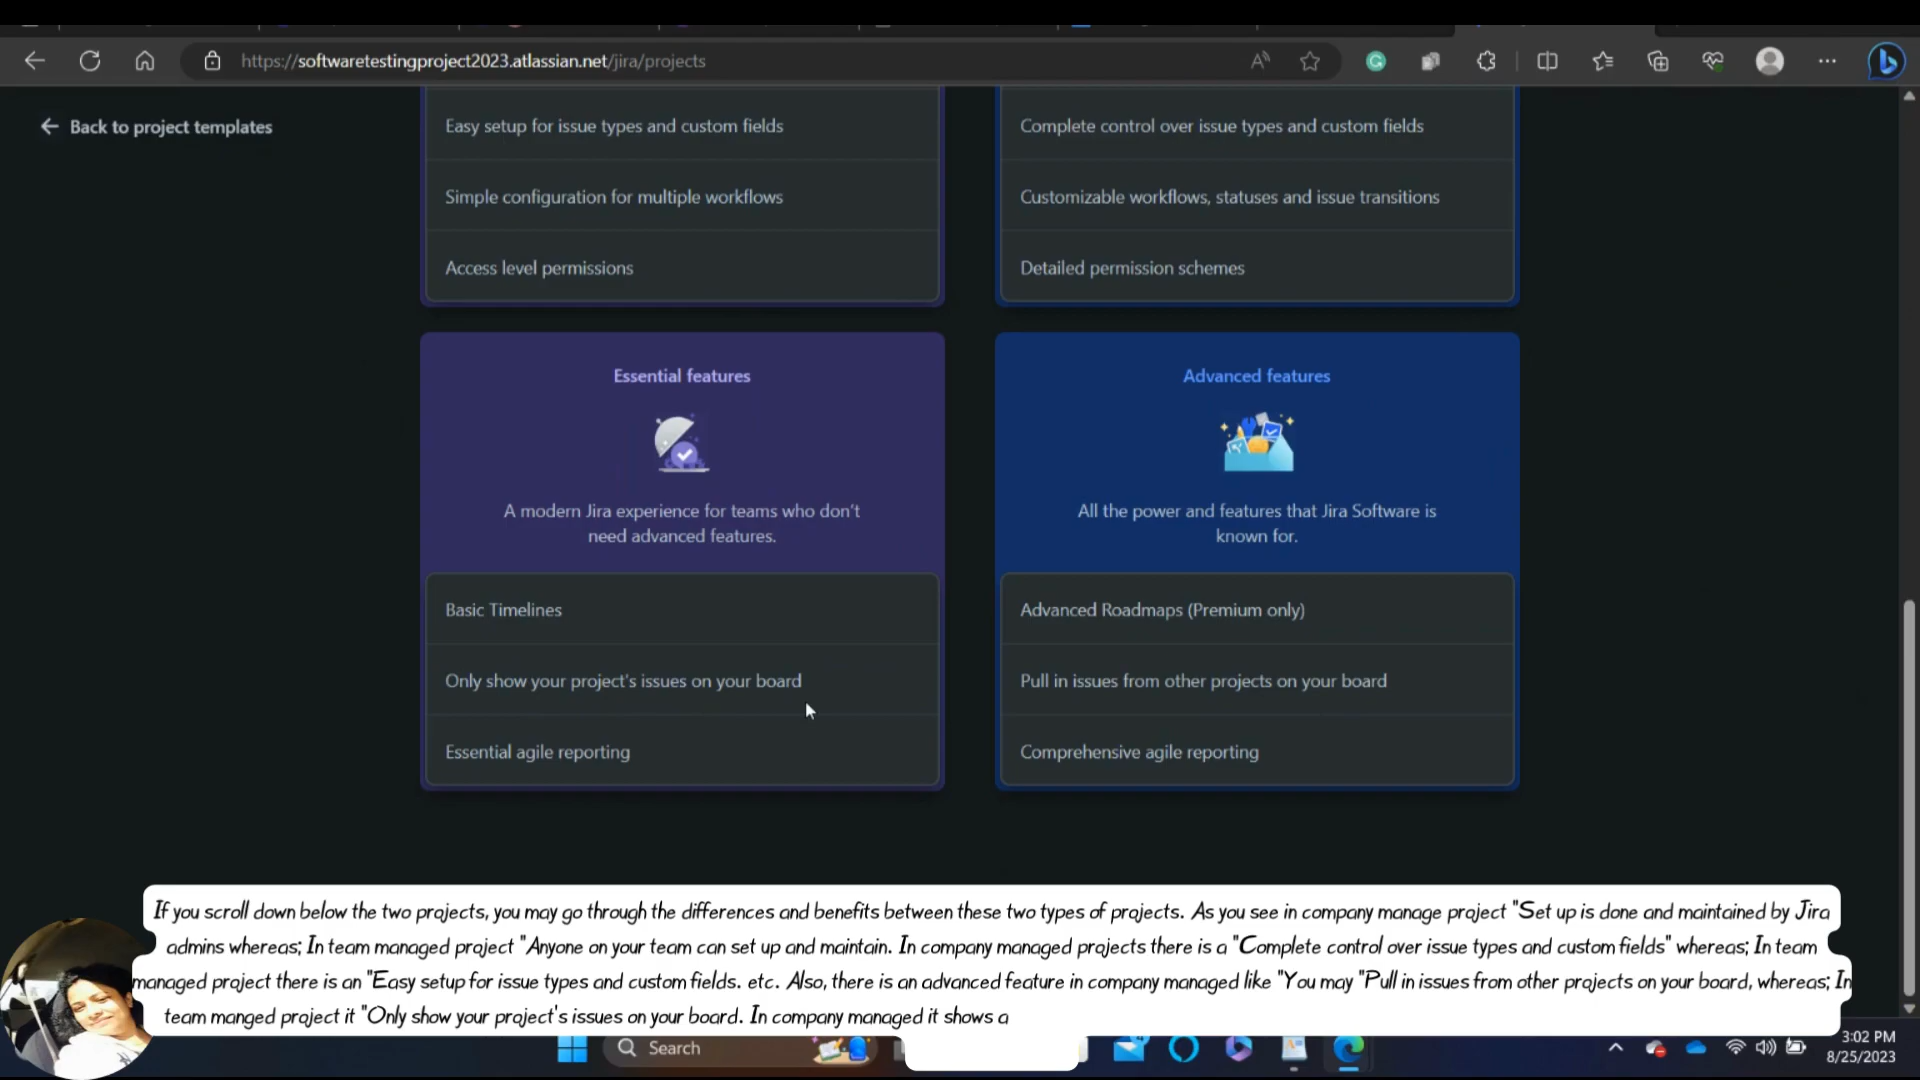 https://softwaretestingproject2023.atlassian.net/jira/projects
Back to project templates
Easy setup for issue types and custom fields
Simple configuration for multiple workflows
Access level permissions
Complete control over issue types and custom fields
Customizable workflows, statuses and issue transitions
Detailed permission schemes
Essential features
A modern Jira experience for teams who don't
need advanced features.
Basic Timelines
Only show your project's issues on your board
Essential agile reporting
Advanced features
All the power and features that Jira Software is
known for.
Advanced Roadmaps (Premium only)
Pull in issues from other projects on your board
Comprehensive agile reporting
If you scroll down below the two projects, you may go through the differences and benefits between these two types of projects. As you see in company manage project "Set up is done and maintained by Jira
admins whereas; In team managed project "Anyone on your team can set up and maintain. In company managed projects there is a "Complete control over issue types and custom fields" whereas; In team
managed project there is an "Easy setup for issue types and custom fields. etc. Also, there is an advanced feature in company managed like "You may "Pull in issues from other projects on your board, whereas; In
team manged project it "Only show your project's issues on your board. In company managed it shows a
Search
3:02 PM
8/25/2023